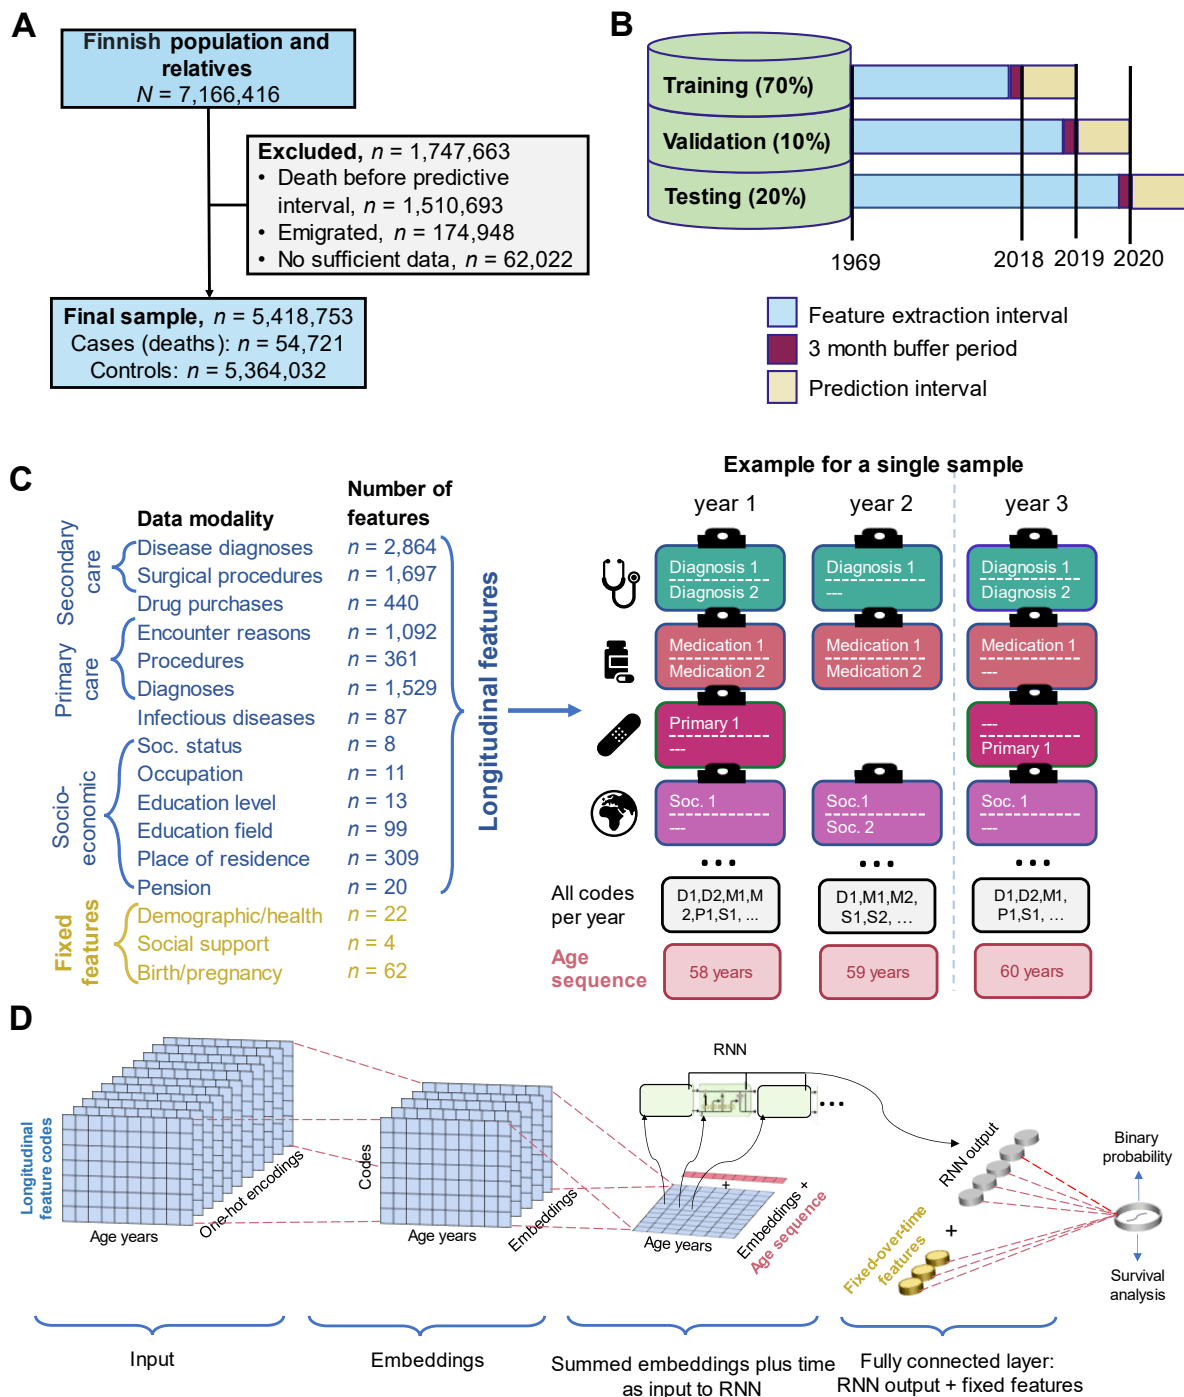 A
Finnish population and
relatives
N = 7,166,416
Excluded, n = 1,747,663
• Death before predictive
interval, n = 1,510,693
• Emigrated, n = 174,948
• No sufficient data, n = 62,022
Final sample, n = 5,418,753
Cases (deaths): n = 54,721
Controls: n = 5,364,032
B
Training (70%)
Validation (10%)
Testing (20%)
1969
2018
2019
2020
Feature extraction interval
3 month buffer period
Prediction interval
C
Data modality
Number of
features
Secondary
care
Disease diagnoses n = 2,864
Surgical procedures n = 1,697
Drug purchases n = 440
Primary
care
Encounter reasons n = 1,092
Procedures n = 361
Diagnoses n = 1,529
Infectious diseases n = 87
Socio-
economic
Soc. status n = 8
Occupation n = 11
Education level n = 13
Education field n = 99
Place of residence n = 309
Pension n = 20
Fixed
features
Demographic/health n = 22
Social support n = 4
Birth/pregnancy n = 62
Longitudinal features
Example for a single sample
year 1 year 2 year 3
Diagnosis 1
Diagnosis 2
Diagnosis 1
---
Diagnosis 1
Diagnosis 2
Medication 1
Medication 2
Medication 1
Medication 2
Medication 1
---
Primary 1
---
---
Primary 1
Soc. 1
---
Soc.1
Soc. 2
Soc. 1
---
... ... ...
All codes
per year
D1,D2,M1,M
2,P1,S1, ...
D1,M1,M2,
S1,S2, ...
D1,D2,M1,
P1,S1, ...
Age
sequence
58 years
59 years
60 years
D
Longitudinal
feature codes
Age years
One-hot encodings
Codes
Age years
Embeddings
RNN
...
+
Age years
Embeddings +
Age sequence
RNN output
+
Fixed-over-time
features
Binary
probability
Survival
analysis
Input
Embeddings
Summed embeddings plus time
as input to RNN
Fully connected layer:
RNN output + fixed features